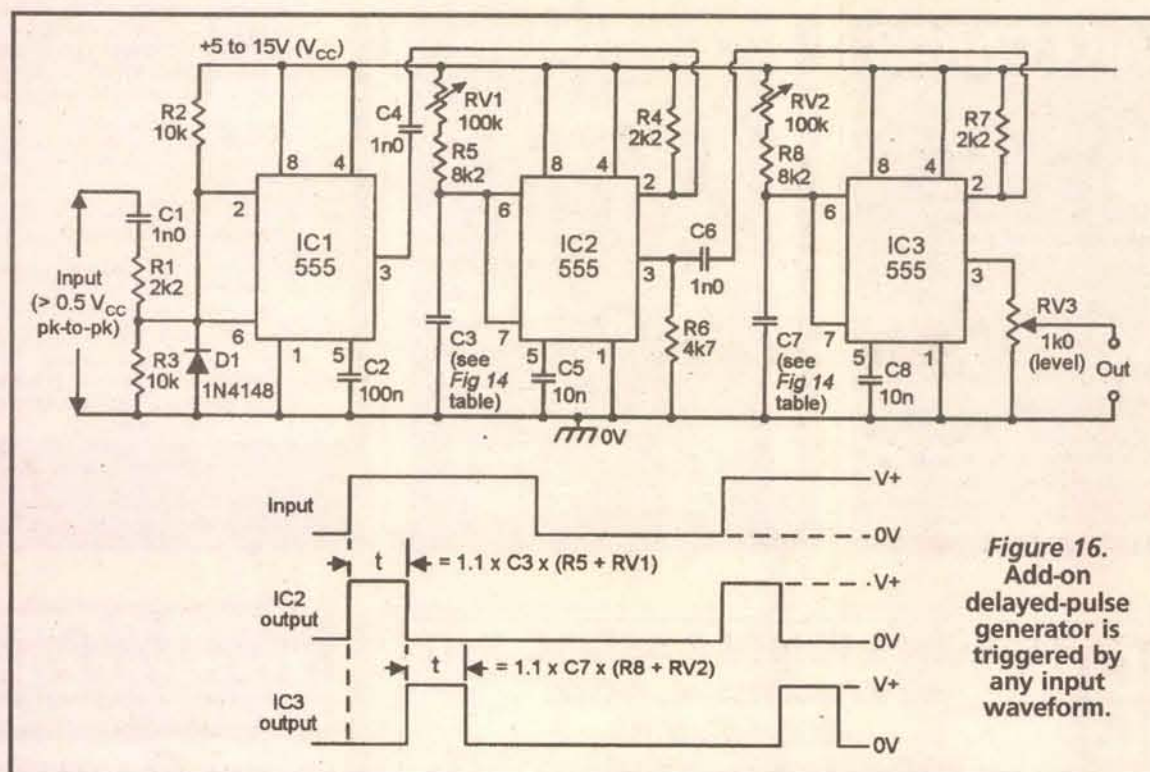 +5 to 15V (VCC)
R2
10k
C4
1n0
RV1
100k
R5
8k2
R4
2k2
RV2
100k
R8
8k2
R7
2k2
8
4
8
4
8
4
C1
1n0
R1
2k2
Input
(> 0.5 VCC
pk-to-pk)
R3
10k
D1
1N4148
2
6
IC1
555
3
1
5
C2
100n
6
2
IC2
555
3
7
5
1
C3
(see
Fig 14
table)
C5
10n
C6
1n0
R6
4k7
6
2
IC3
555
3
7
5
1
C7
(see
Fig 14
table)
C8
10n
RV3
1k0
(level)
Out
0V
Input
V+
0V
t
= 1.1 x C3 x (R5 + RV1)
IC2
output
V+
0V
t
= 1.1 x C7 x (R8 + RV2)
IC3
output
V+
0V
Figure 16.
Add-on
delayed-pulse
generator is
triggered by
any input
waveform.